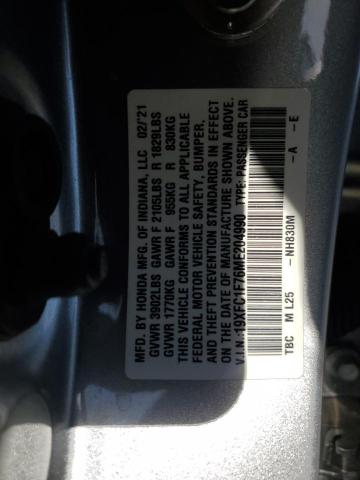 MFD. BY HONDA MFG. OF INDIANA, LLC 02/'21
GVWR 3902LBS GAWR F 2105LBS R 1829LBS
GVWR 1770KG GAWR F 955KG R 830KG
THIS VEHICLE CONFORMS TO ALL APPLICABLE
FEDERAL MOTOR VEHICLE SAFETY, BUMPER,
AND THEFT PREVENTION STANDARDS IN EFFECT
ON THE DATE OF MANUFACTURE SHOWN ABOVE.
V.I.N.:19XFC1F76ME204990 TYPE: PASSENGER CAR
TBC M L25 -NH830M -A -E